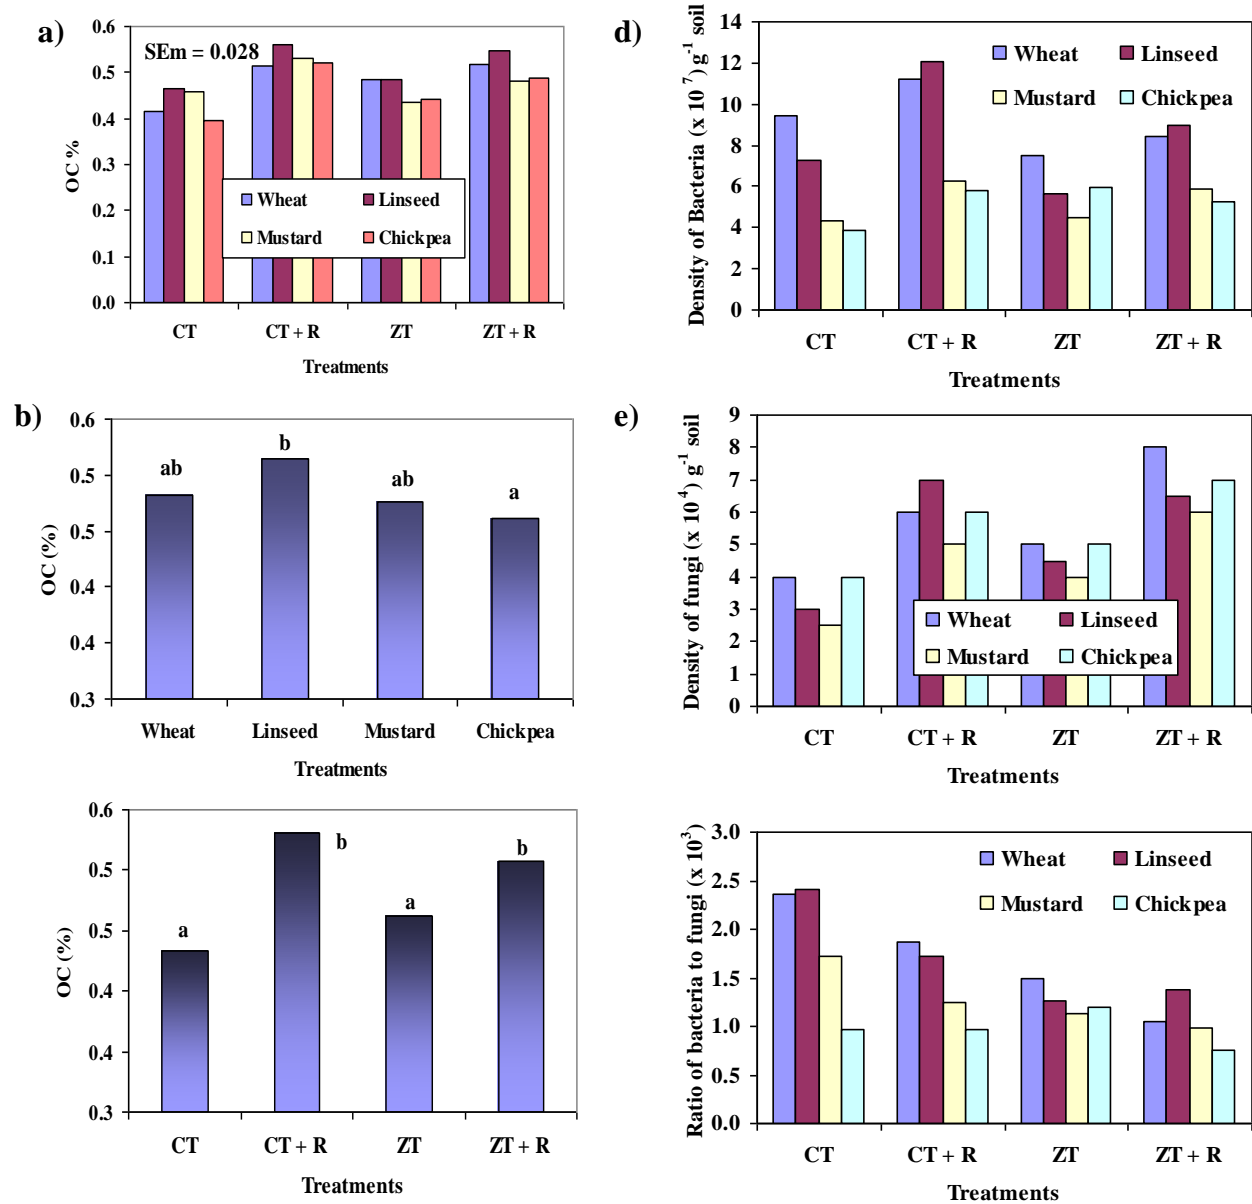 a)
SEm = 0.028
OC %
0.6
0.5
0.4
0.3
0.2
0.1
0.0
Wheat
Linseed
Mustard
Chickpea
CT
CT + R
ZT
ZT + R
Treatments
b)
OC (%)
0.6
0.5
0.5
0.4
0.4
0.3
ab
b
ab
a
Wheat
Linseed
Mustard
Chickpea
Treatments
OC (%)
0.6
0.5
0.5
0.4
0.4
0.3
a
b
a
b
CT
CT + R
ZT
ZT + R
Treatments
d)
Density of Bacteria (x 10⁷) g⁻¹ soil
14
12
10
8
6
4
2
0
Wheat
Linseed
Mustard
Chickpea
CT
CT + R
ZT
ZT + R
Treatments
e)
Density of fungi (x 10⁴) g⁻¹ soil
9
8
7
6
5
4
3
2
1
0
Wheat
Linseed
Mustard
Chickpea
CT
CT + R
ZT
ZT + R
Treatments
Ratio of bacteria to fungi (x 10³)
3.0
2.5
2.0
1.5
1.0
0.5
0.0
Wheat
Linseed
Mustard
Chickpea
CT
CT + R
ZT
ZT + R
Treatments